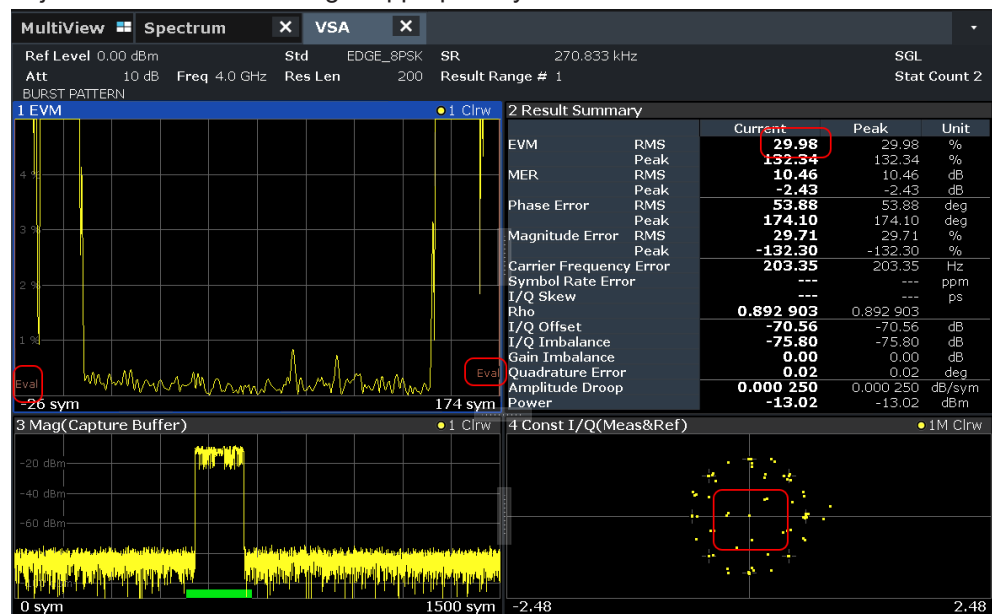 MultiView Spectrum X VSA X
Ref Level 0.00 dBm Std EDGE_8PSK SR 270.833 kHz SGL
Att 10 dB Freq 4.0 GHz Res Len 200 Result Range # 1 Stat Count 2
BURST PATTERN
1 EVM 1 Clrw
4 %
3 %
2 %
1 %
Eval Eval
-26 sym 174 sym
2 Result Summary
Current Peak Unit
EVM RMS 29.98 29.98 %
Peak 132.34 132.34 %
MER RMS 10.46 10.46 dB
Peak -2.43 -2.43 dB
Phase Error RMS 53.88 53.88 deg
Peak 174.10 174.10 deg
Magnitude Error RMS 29.71 29.71 %
Peak -132.30 -132.30 %
Carrier Frequency Error 203.35 203.35 Hz
Symbol Rate Error --- --- ppm
I/Q Skew --- --- ps
Rho 0.892 903 0.892 903
I/Q Offset -70.56 -70.56 dB
I/Q Imbalance -75.80 -75.80 dB
Gain Imbalance 0.00 0.00 dB
Quadrature Error 0.02 0.02 deg
Amplitude Droop 0.000 250 0.000 250 dB/sym
Power -13.02 -13.02 dBm
3 Mag(Capture Buffer) 1 Clrw
-20 dBm
-40 dBm
-60 dBm
0 sym 1500 sym
4 Const I/Q(Meas&Ref) 1M Clrw
-2.48 2.48